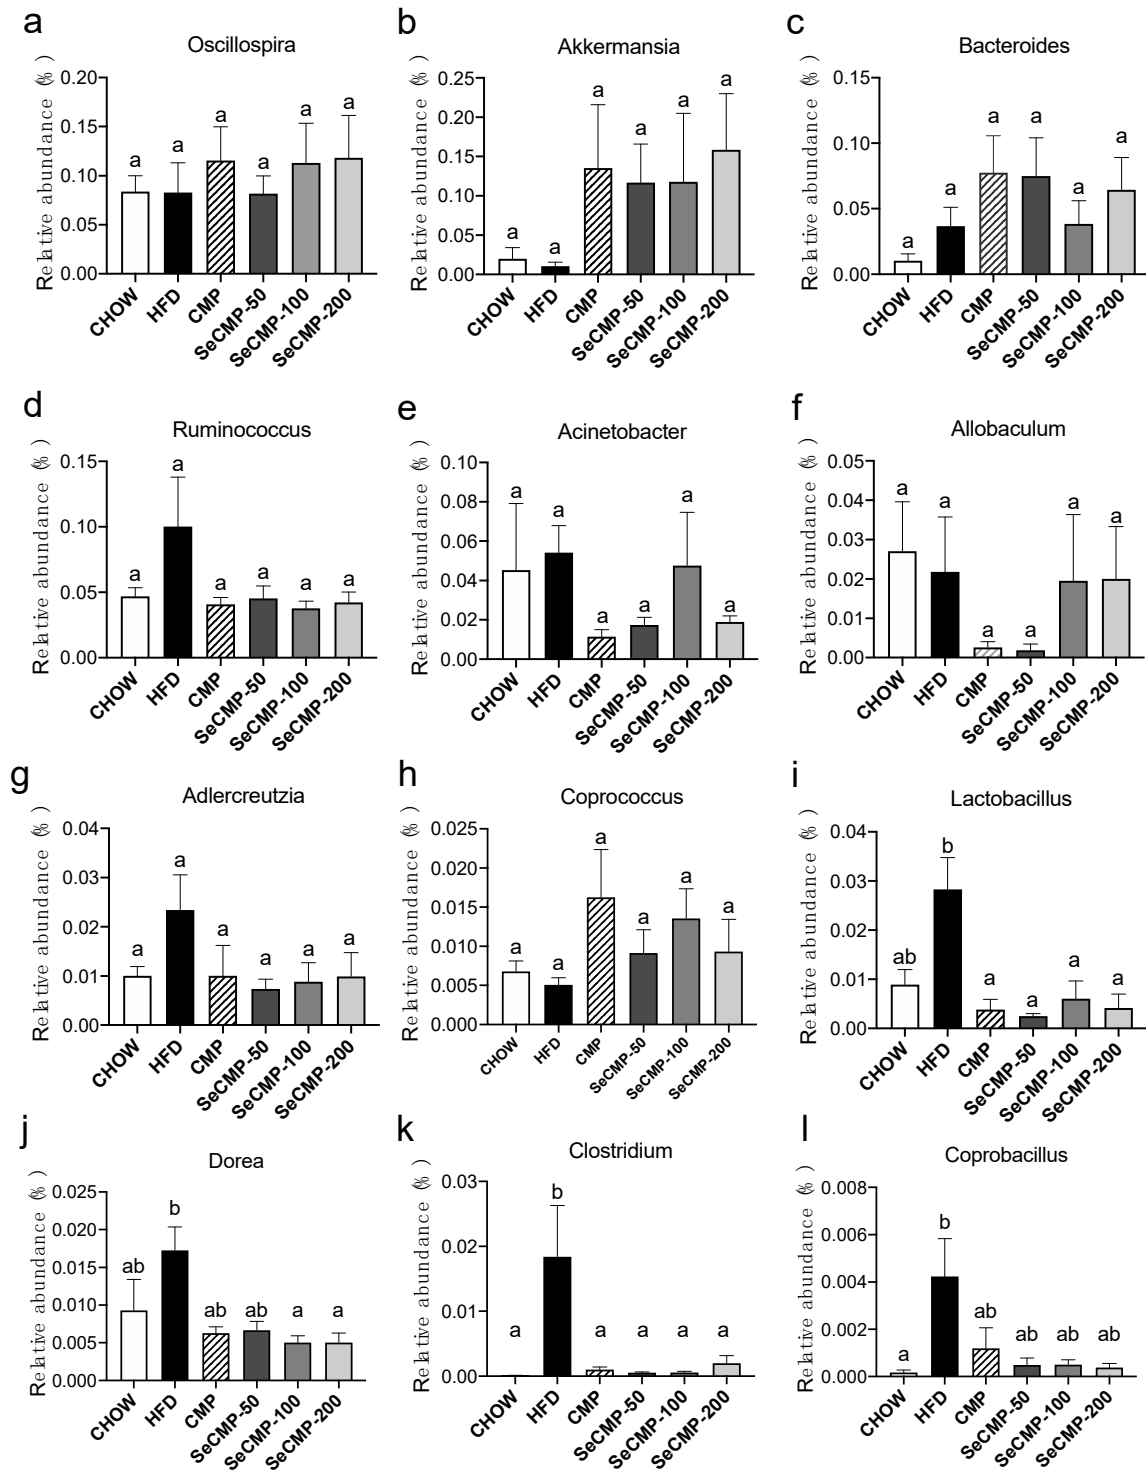 a
Oscillospira
Relative abundance (%)
0.20
0.15
0.10
0.05
0.00
a a a a a a
CHOW HFD CMP SeCMP-50 SeCMP-100 SeCMP-200
b
Akkermansia
Relative abundance (%)
0.25
0.20
0.15
0.10
0.05
0.00
a a a a a a
CHOW HFD CMP SeCMP-50 SeCMP-100 SeCMP-200
c
Bacteroides
Relative abundance (%)
0.15
0.10
0.05
0.00
a a a a a a
CHOW HFD CMP SeCMP-50 SeCMP-100 SeCMP-200
d
Ruminococcus
Relative abundance (%)
0.15
0.10
0.05
0.00
a a a a a a
CHOW HFD CMP SeCMP-50 SeCMP-100 SeCMP-200
e
Acinetobacter
Relative abundance (%)
0.10
0.08
0.06
0.04
0.02
0.00
a a a a a a
CHOW HFD CMP SeCMP-50 SeCMP-100 SeCMP-200
f
Allobaculum
Relative abundance (%)
0.05
0.04
0.03
0.02
0.01
0.00
a a a a a a
CHOW HFD CMP SeCMP-50 SeCMP-100 SeCMP-200
g
Adlercreutzia
Relative abundance (%)
0.04
0.03
0.02
0.01
0.00
a a a a a a
CHOW HFD CMP SeCMP-50 SeCMP-100 SeCMP-200
h
Coprococcus
Relative abundance (%)
0.025
0.020
0.015
0.010
0.005
0.000
a a a a a a
CHOW HFD CMP SeCMP-50 SeCMP-100 SeCMP-200
i
Lactobacillus
Relative abundance (%)
0.04
0.03
0.02
0.01
0.00
ab b a a a a
CHOW HFD CMP SeCMP-50 SeCMP-100 SeCMP-200
j
Dorea
Relative abundance (%)
0.025
0.020
0.015
0.010
0.005
0.000
ab b ab ab a a
CHOW HFD CMP SeCMP-50 SeCMP-100 SeCMP-200
k
Clostridium
Relative abundance (%)
0.03
0.02
0.01
0.00
a b a a a a
CHOW HFD CMP SeCMP-50 SeCMP-100 SeCMP-200
l
Coprobacillus
Relative abundance (%)
0.008
0.006
0.004
0.002
0.000
a b ab ab ab ab
CHOW HFD CMP SeCMP-50 SeCMP-100 SeCMP-200